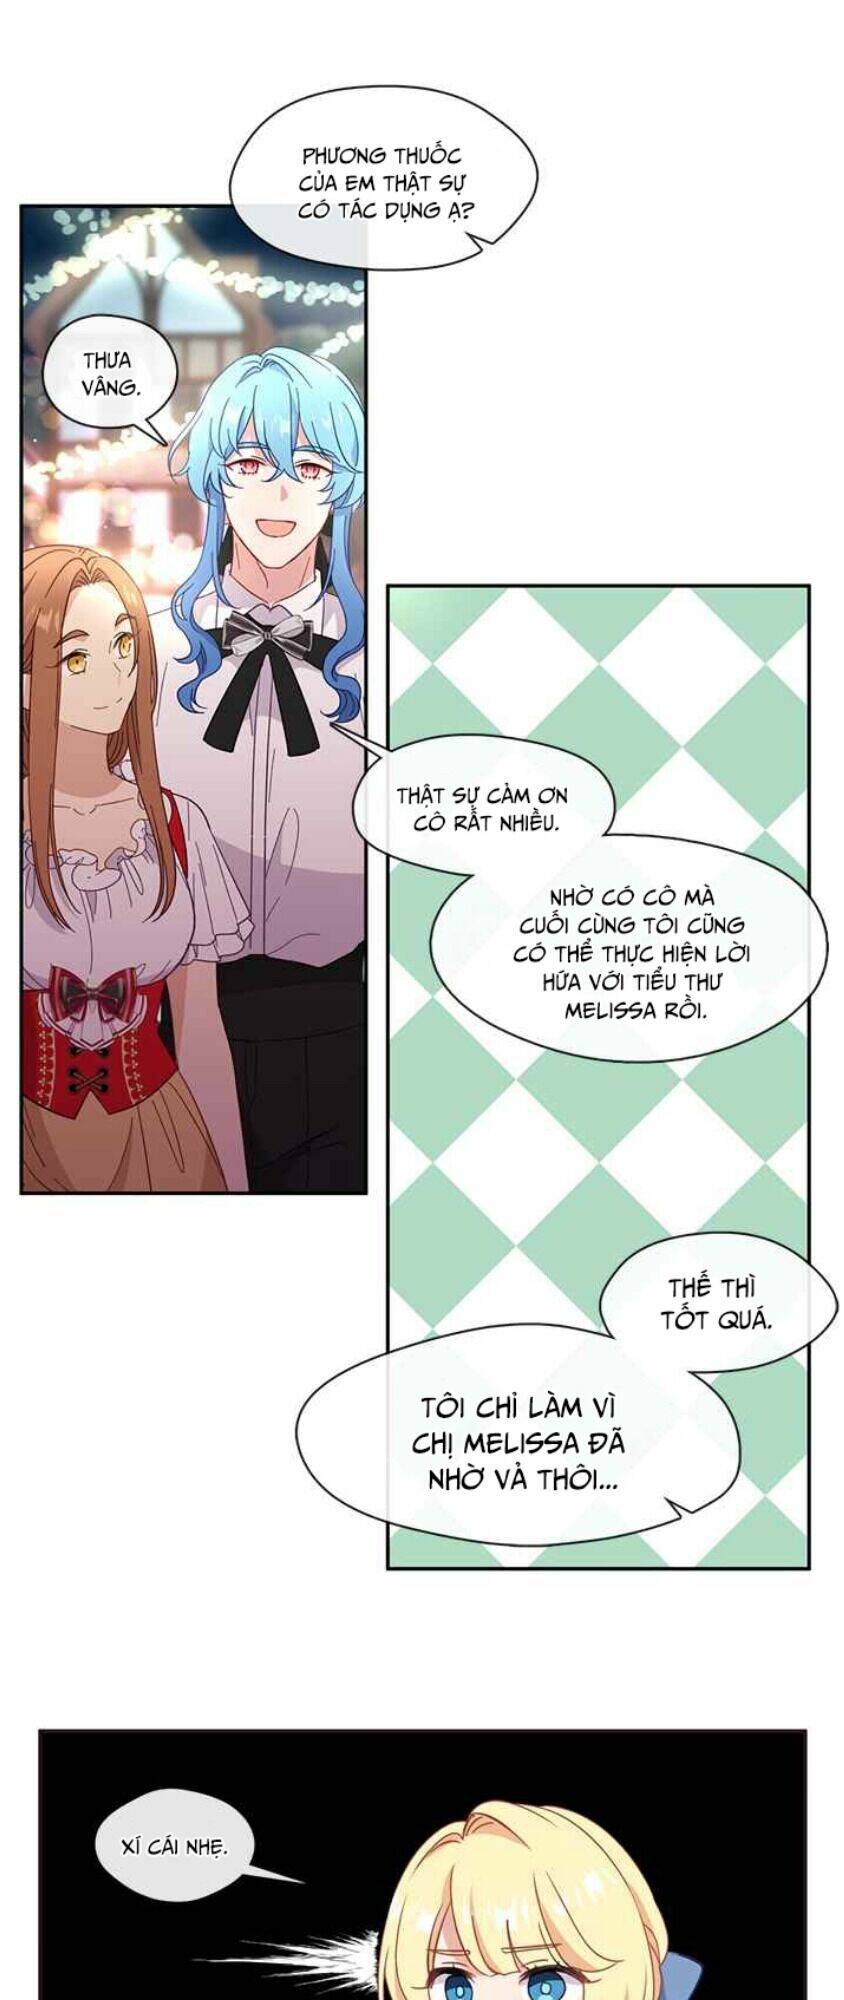 PHƯƠNG THUỐC
CỦA EM THẬT SỰ
CÓ TÁC DỤNG Ạ?
THƯA
VÂNG.
THẬT SỰ CẢM ƠN
CÔ RẤT NHIỀU.
NHỜ CÓ CÔ MÀ
CUỐI CÙNG TÔI CŨNG
CÓ THỂ THỰC HIỆN LỜI
HỨA VỚI TIỂU THƯ
MELISSA RỒI.
THẾ THÌ
TỐT QUÁ.
TÔI CHỈ LÀM VÌ
CHỊ MELISSA ĐÃ
NHỜ VẢ THÔI...
XÍ CÁI NHẸ.